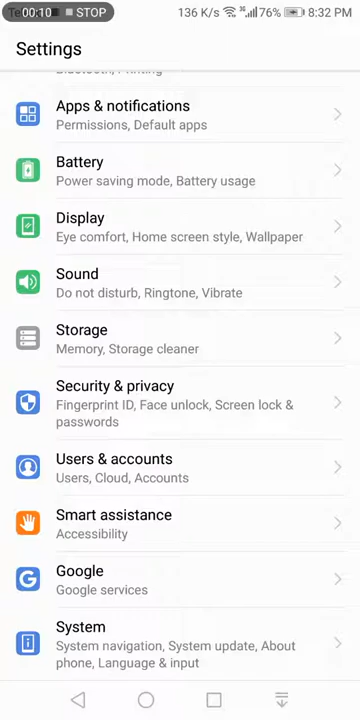 00:10 STOP 136 K/s 76% 8:32 PM
Settings
Bluetooth, Printing
Apps & notifications
Permissions, Default apps
Battery
Power saving mode, Battery usage
Display
Eye comfort, Home screen style, Wallpaper
Sound
Do not disturb, Ringtone, Vibrate
Storage
Memory, Storage cleaner
Security & privacy
Fingerprint ID, Face unlock, Screen lock &
passwords
Users & accounts
Users, Cloud, Accounts
Smart assistance
Accessibility
Google
Google services
System
System navigation, System update, About
phone, Language & input